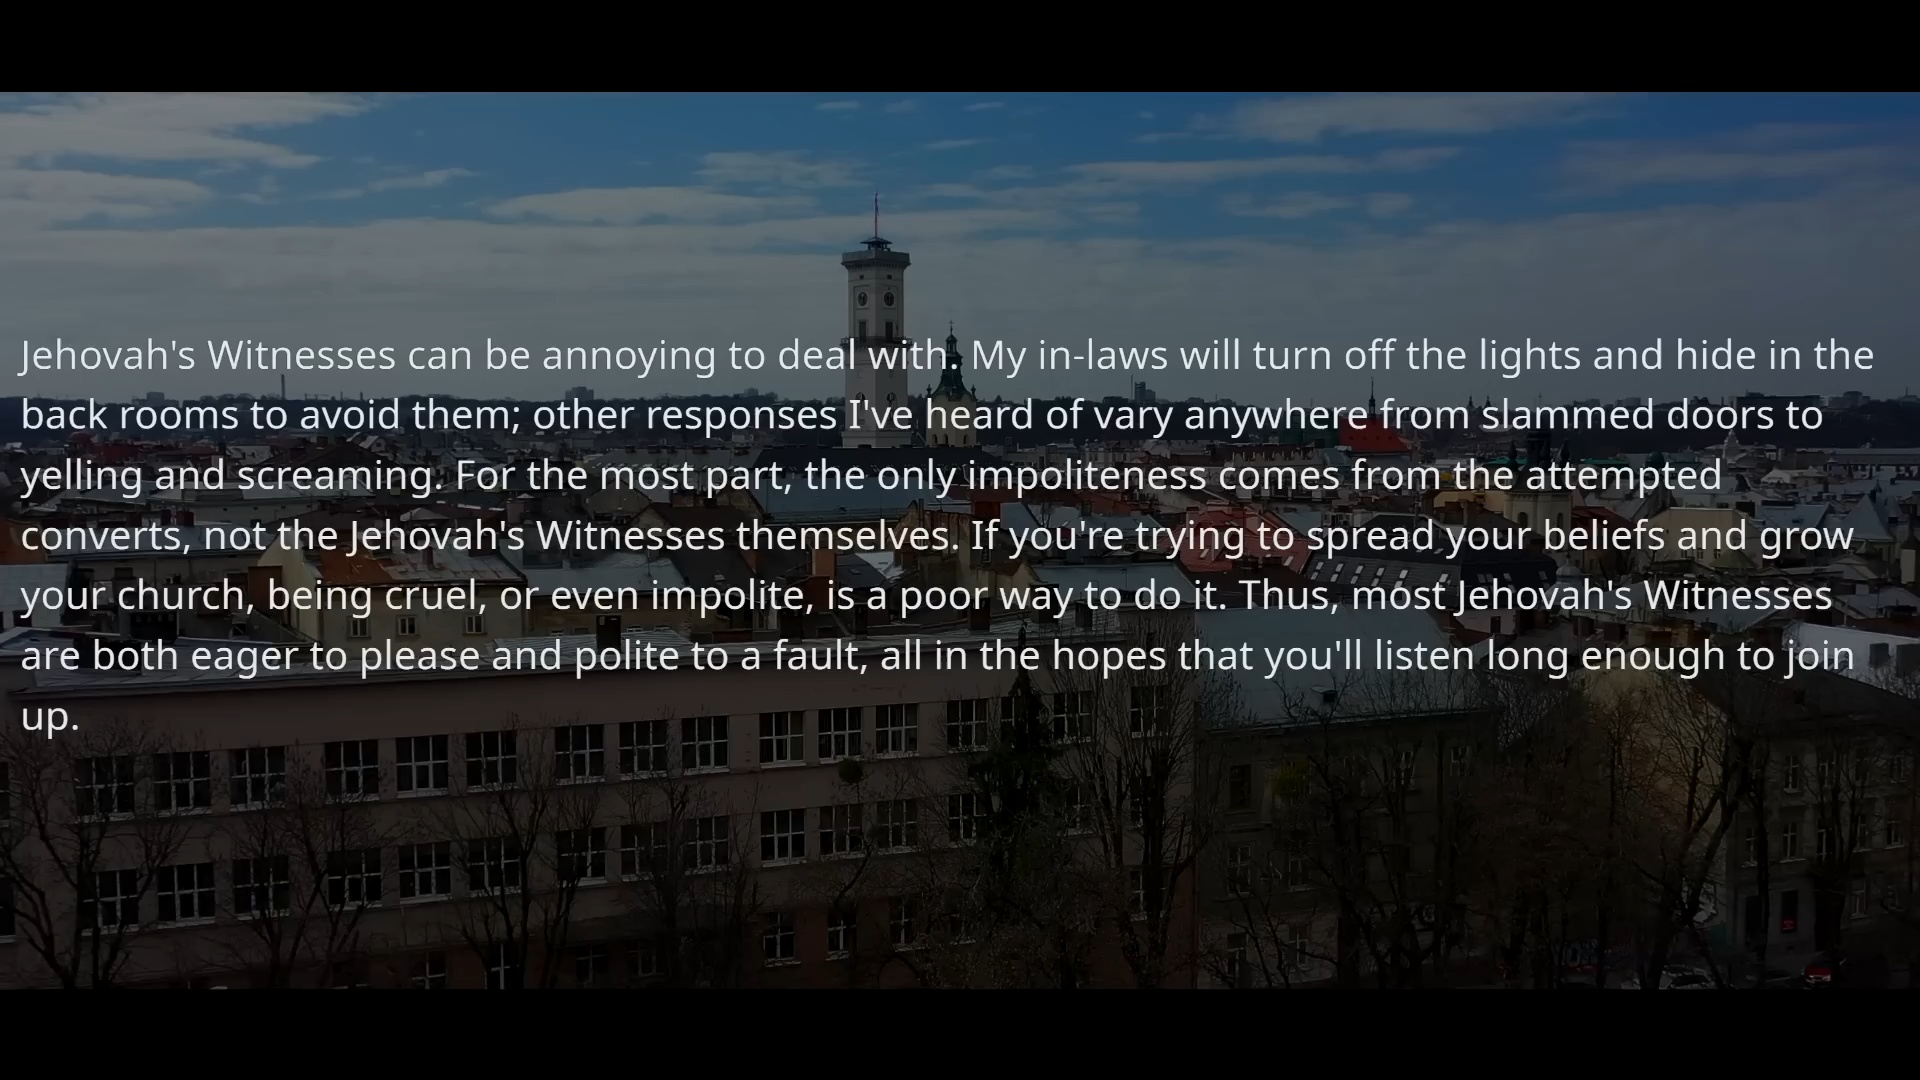 Jehovah's Witnesses can be annoying to deal with. My in-laws will turn off the lights and hide in the
back rooms to avoid them; other responses I've heard of vary anywhere from slammed doors to
yelling and screaming. For the most part, the only impoliteness comes from the attempted
converts, not the Jehovah's Witnesses themselves. If you're trying to spread your beliefs and grow
your church, being cruel, or even impolite, is a poor way to do it. Thus, most Jehovah's Witnesses
are both eager to please and polite to a fault, all in the hopes that you'll listen long enough to join
up.